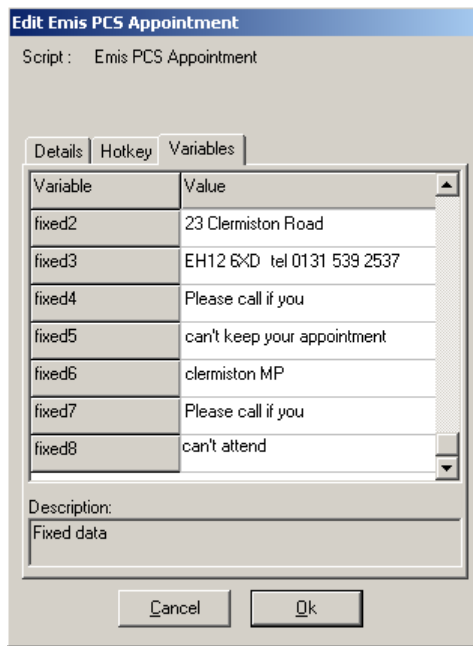 Edit Emis PCS Appointment
Script : Emis PCS Appointment
Details Hotkey Variables
Variable Value
fixed2 23 Clermiston Road
fixed3 EH12 6XD tel 0131 539 2537
fixed4 Please call if you
fixed5 can't keep your appointment
fixed6 clermiston MP
fixed7 Please call if you
fixed8 can't attend
Description:
Fixed data
Cancel Ok